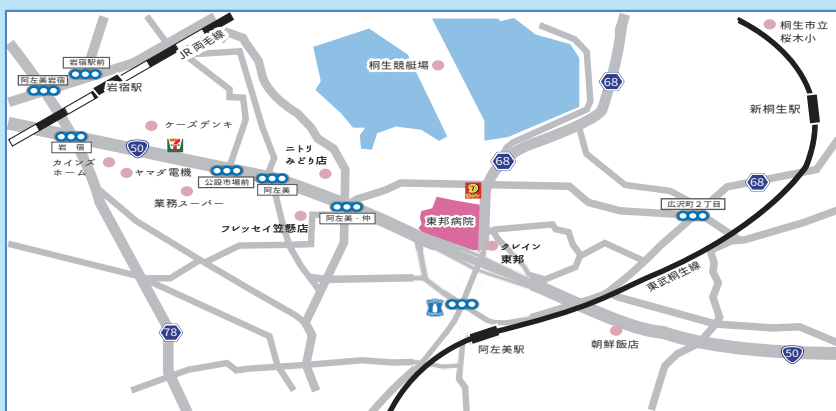 桐生市立
桜木小
JR 両毛線
岩宿駅前
阿左美岩宿
岩宿駅
桐生競艇場
68
新桐生駅
ケーズデンキ
岩 宿
50
ニトリ
みどり店
68
カインズ
ホーム
ヤマダ電機
公設市場前
阿左美
68
業務スーパー
広沢町２丁目
フレッセイ笠懸店
阿左美・仲
東邦病院
クレイン
東邦
東武桐生線
78
阿左美駅
朝鮮飯店
50